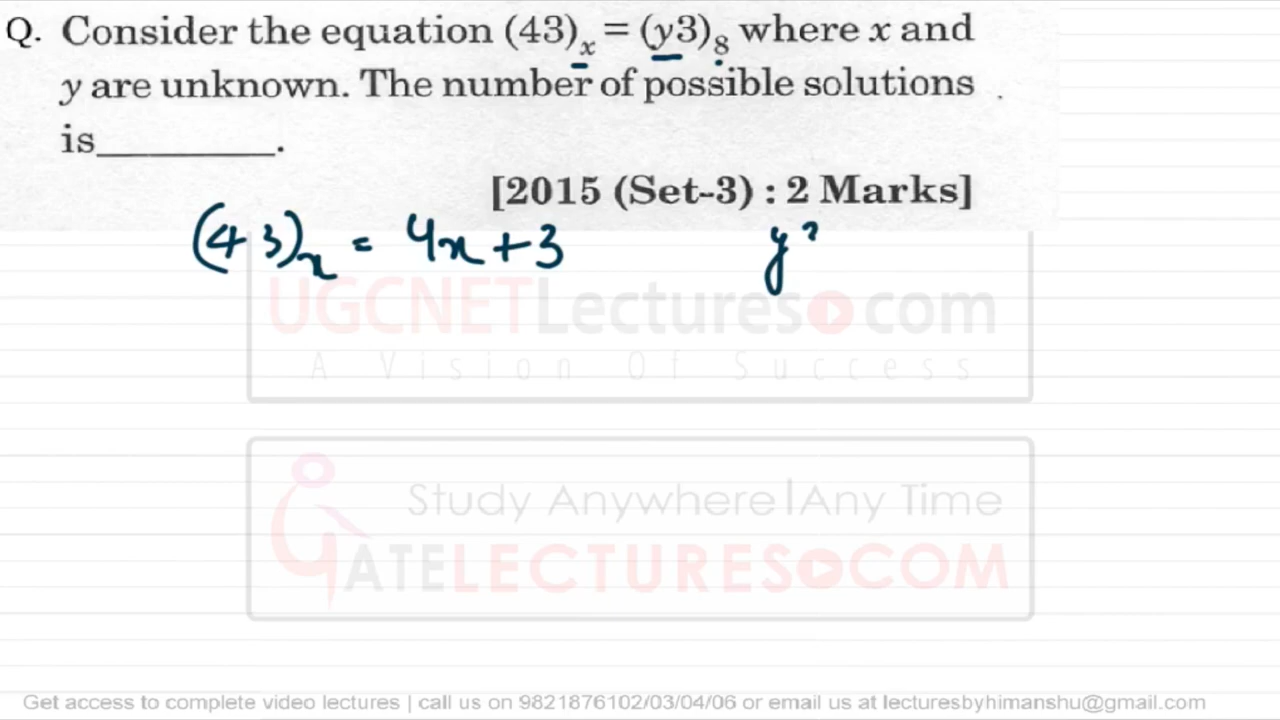 Q. Consider the equation (43)ₓ = (y3)₈ where x and
y are unknown. The number of possible solutions
is________.
[2015 (Set-3) : 2 Marks]
(43)ₓ = 4x+3 y?
UGCNETLectures.com
A Vision Of Success
Study Anywhere|Any Time
GATELECTURES.COM
Get access to complete video lectures | call us on 9821876102/03/04/06 or email us at lecturesbyhimanshu@gmail.com